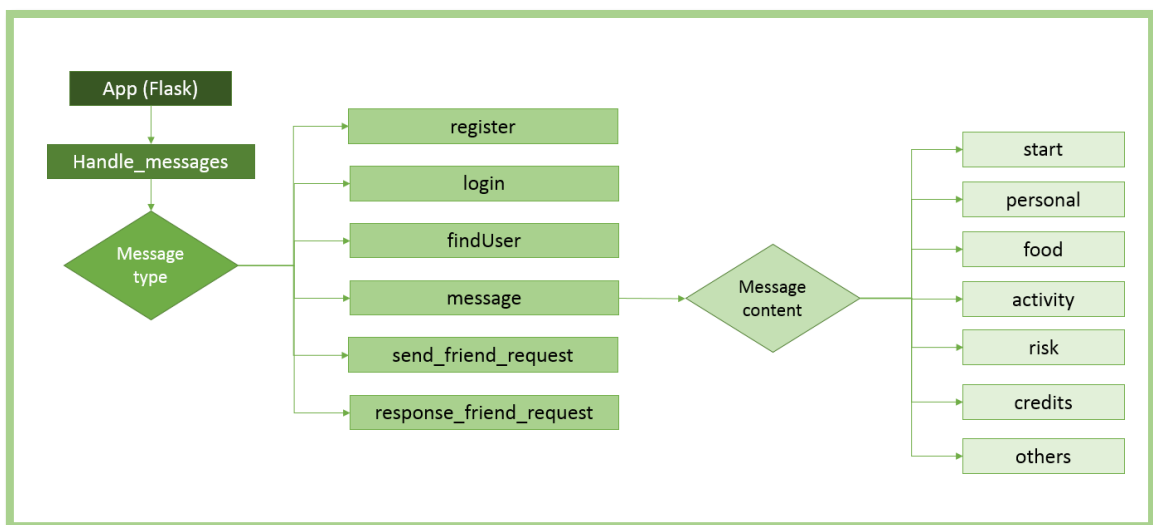 App (Flask)
Handle_messages
Message
type
register
login
findUser
message
send_friend_request
response_friend_request
Message
content
start
personal
food
activity
risk
credits
others